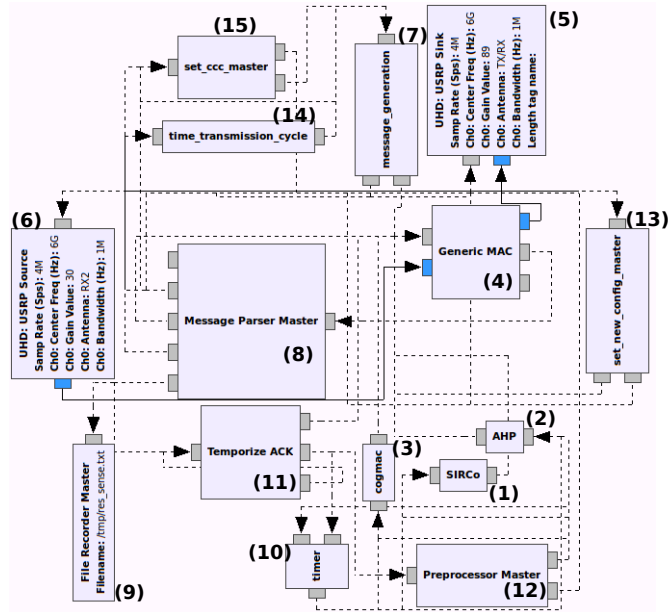 (15)
set_ccc_master
(14)
time_transmission_cycle
(7)
message_generation
(5)
UHD: USRP Sink
Samp Rate (Sps): 4M
Ch0: Center Freq (Hz): 6G
Ch0: Gain Value: 89
Ch0: Antenna: TX/RX
Ch0: Bandwidth (Hz): 1M
Length tag name:
(6)
UHD: USRP Source
Samp Rate (Sps): 4M
Ch0: Center Freq (Hz): 6G
Ch0: Gain Value: 30
Ch0: Antenna: RX2
Ch0: Bandwidth (Hz): 1M
Message Parser Master
(8)
Generic MAC
(4)
(13)
set_new_config_master
File Recorder Master
Filename: /tmp/res_sense.txt
(9)
Temporize ACK
(11)
cogmac
(3)
AHP
(2)
SIRCo
(1)
(10)
timer
Preprocessor Master
(12)